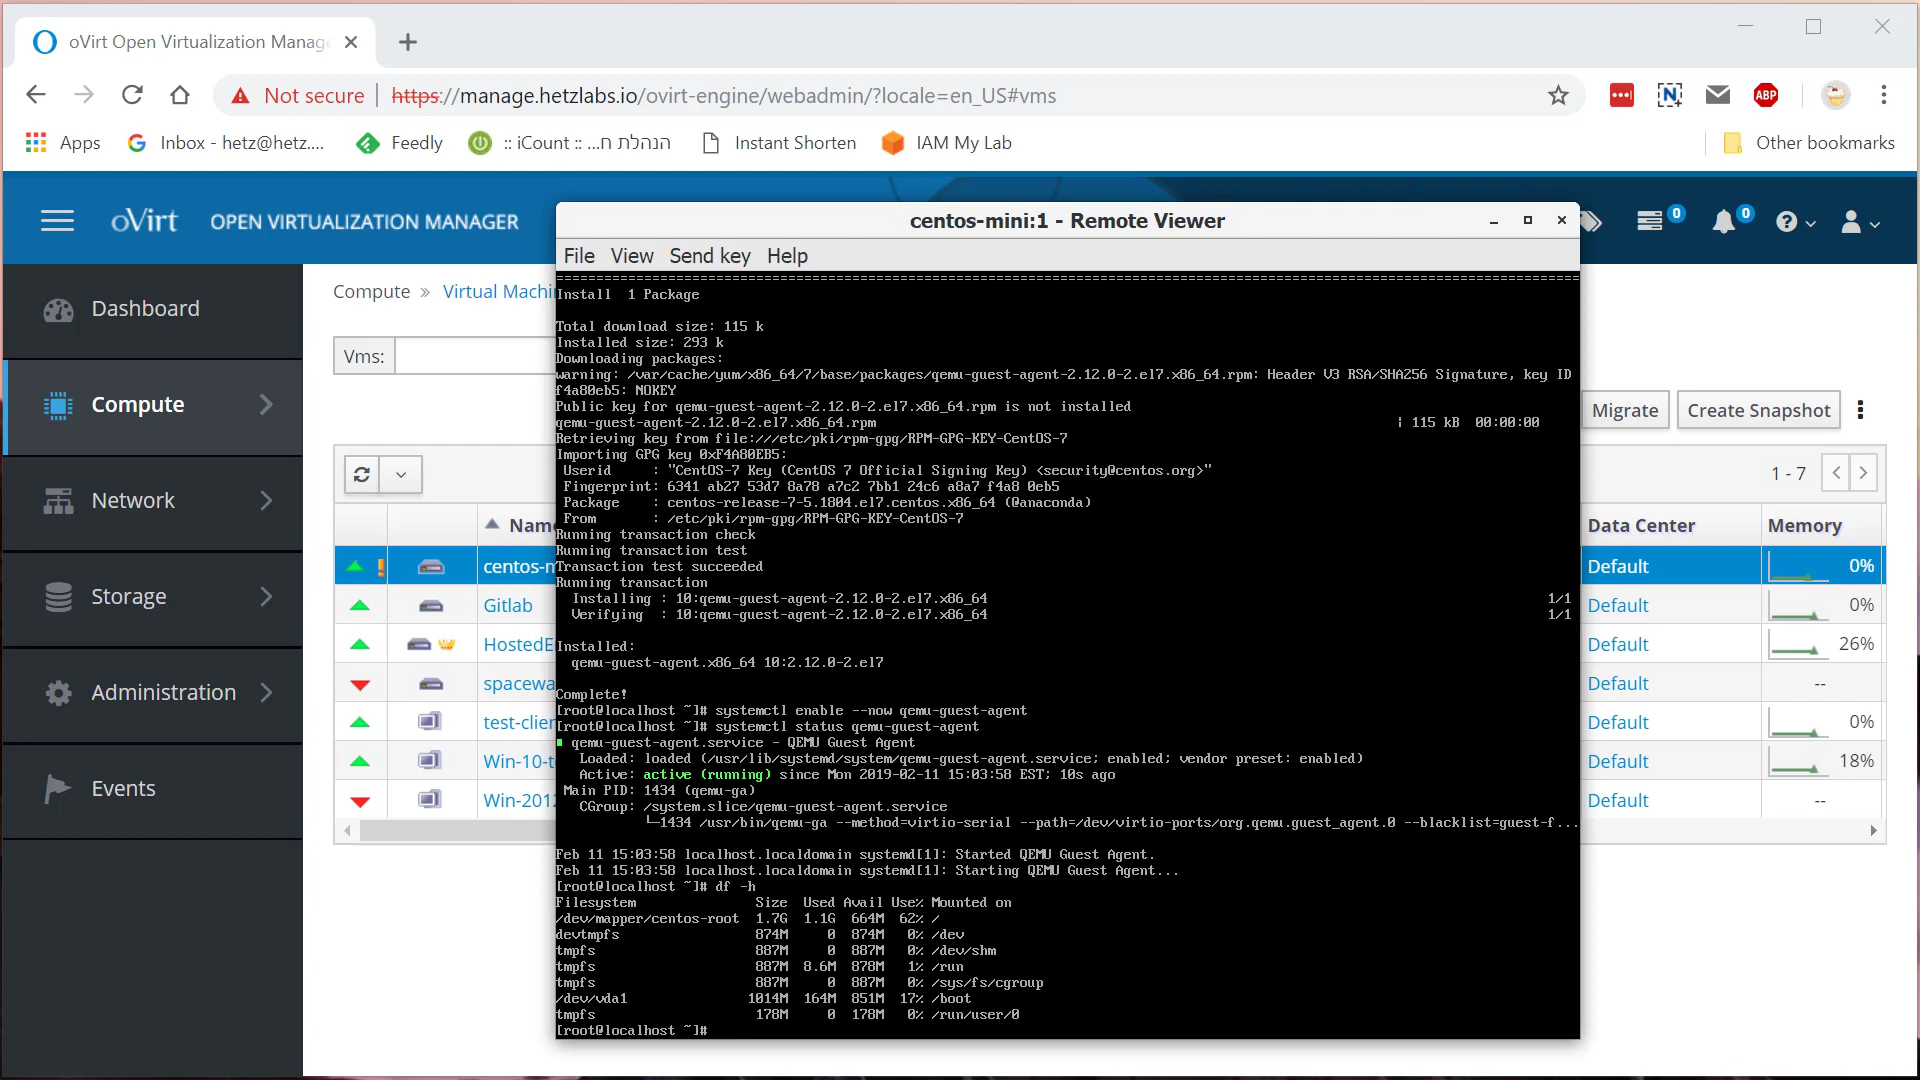 oVirt Open Virtualization Manage
Not secure | https://manage.hetzlabs.io/ovirt-engine/webadmin/?locale=en_US#vms
ABP
Apps
Inbox - hetz@hetz....
Feedly
:: iCount :: ...הנהלת ח
Instant Shorten
IAM My Lab
Other bookmarks
oVirt OPEN VIRTUALIZATION MANAGER
0
0
Dashboard
Compute
Network
Storage
Administration
Events
Compute » Virtual Machin
Vms:
Migrate
Create Snapshot
1 - 7
Name
Data Center
Memory
centos-m
Default
0%
Gitlab
Default
0%
HostedE
Default
26%
spacewa
Default
--
test-clien
Default
0%
Win-10-t
Default
18%
Win-2012
Default
--
centos-mini:1 - Remote Viewer
File View Send key Help
================================================================================
Install  1 Package
Total download size: 115 k
Installed size: 293 k
Downloading packages:
warning: /var/cache/yum/x86_64/7/base/packages/qemu-guest-agent-2.12.0-2.el7.x86_64.rpm: Header V3 RSA/SHA256 Signature, key ID
f4a80eb5: NOKEY
Public key for qemu-guest-agent-2.12.0-2.el7.x86_64.rpm is not installed
qemu-guest-agent-2.12.0-2.el7.x86_64.rpm | 115 kB  00:00:00
Retrieving key from file:///etc/pki/rpm-gpg/RPM-GPG-KEY-CentOS-7
Importing GPG key 0xF4A80EB5:
Userid     : "CentOS-7 Key (CentOS 7 Official Signing Key) <security@centos.org>"
Fingerprint: 6341 ab27 53d7 8a78 a7c2 7bb1 24c6 a8a7 f4a8 0eb5
Package    : centos-release-7-5.1804.el7.centos.x86_64 (@anaconda)
From       : /etc/pki/rpm-gpg/RPM-GPG-KEY-CentOS-7
Running transaction check
Running transaction test
Transaction test succeeded
Running transaction
Installing : 10:qemu-guest-agent-2.12.0-2.el7.x86_64 1/1
Verifying  : 10:qemu-guest-agent-2.12.0-2.el7.x86_64 1/1
Installed:
qemu-guest-agent.x86_64 10:2.12.0-2.el7
Complete!
[root@localhost ~]# systemctl enable --now qemu-guest-agent
[root@localhost ~]# systemctl status qemu-guest-agent
qemu-guest-agent.service - QEMU Guest Agent
Loaded: loaded (/usr/lib/systemd/system/qemu-guest-agent.service; enabled; vendor preset: enabled)
Active: active (running) since Mon 2019-02-11 15:03:58 EST; 10s ago
Main PID: 1434 (qemu-ga)
CGroup: /system.slice/qemu-guest-agent.service
└─1434 /usr/bin/qemu-ga --method=virtio-serial --path=/dev/virtio-ports/org.qemu.guest_agent.0 --blacklist=guest-f...
Feb 11 15:03:58 localhost.localdomain systemd[1]: Started QEMU Guest Agent.
Feb 11 15:03:58 localhost.localdomain systemd[1]: Starting QEMU Guest Agent...
[root@localhost ~]# df -h
Filesystem               Size  Used Avail Use% Mounted on
/dev/mapper/centos-root  1.7G  1.1G  664M  62% /
devtmpfs                 874M     0  874M   0% /dev
tmpfs                    887M     0  887M   0% /dev/shm
tmpfs                    887M  8.6M  878M   1% /run
tmpfs                    887M     0  887M   0% /sys/fs/cgroup
/dev/vda1               1014M  164M  851M  17% /boot
tmpfs                    178M     0  178M   0% /run/user/0
[root@localhost ~]#